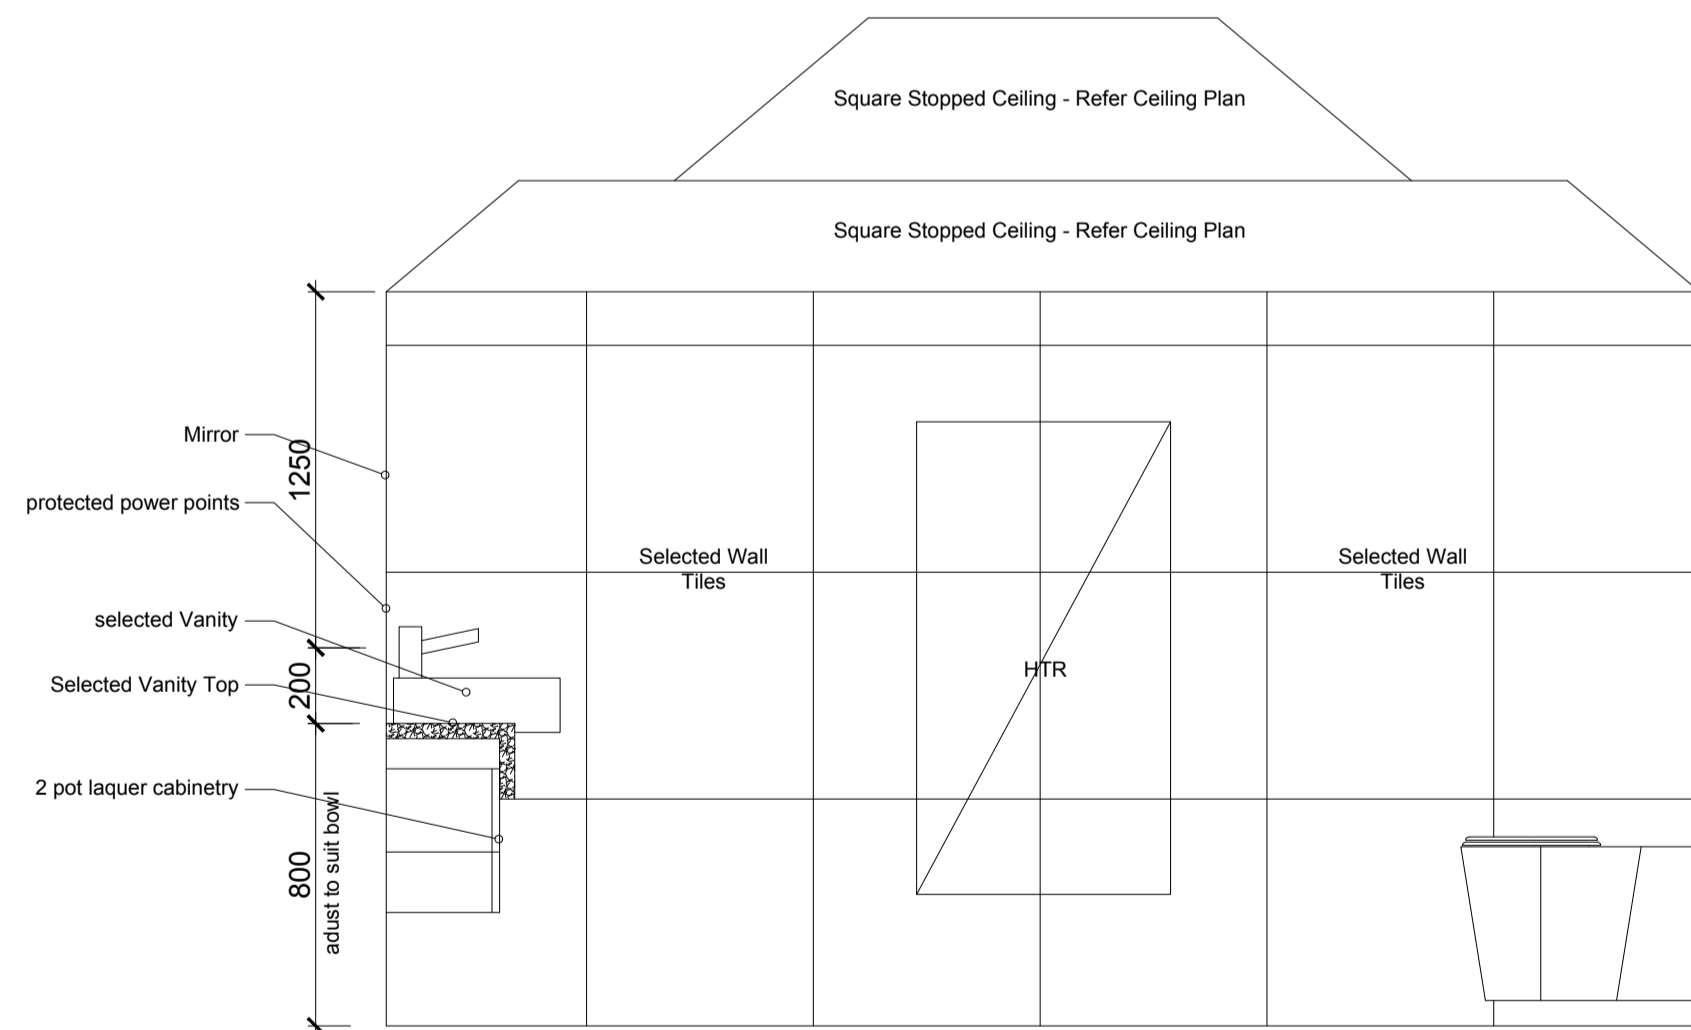 Square Stopped Ceiling - Refer Ceiling Plan
Square Stopped Ceiling - Refer Ceiling Plan
Mirror
1250
protected power points
Selected Wall
Tiles
Selected Wall
Tiles
selected Vanity
HTR
Selected Vanity Top
200
2 pot laquer cabinetry
800
adust to suit bowl